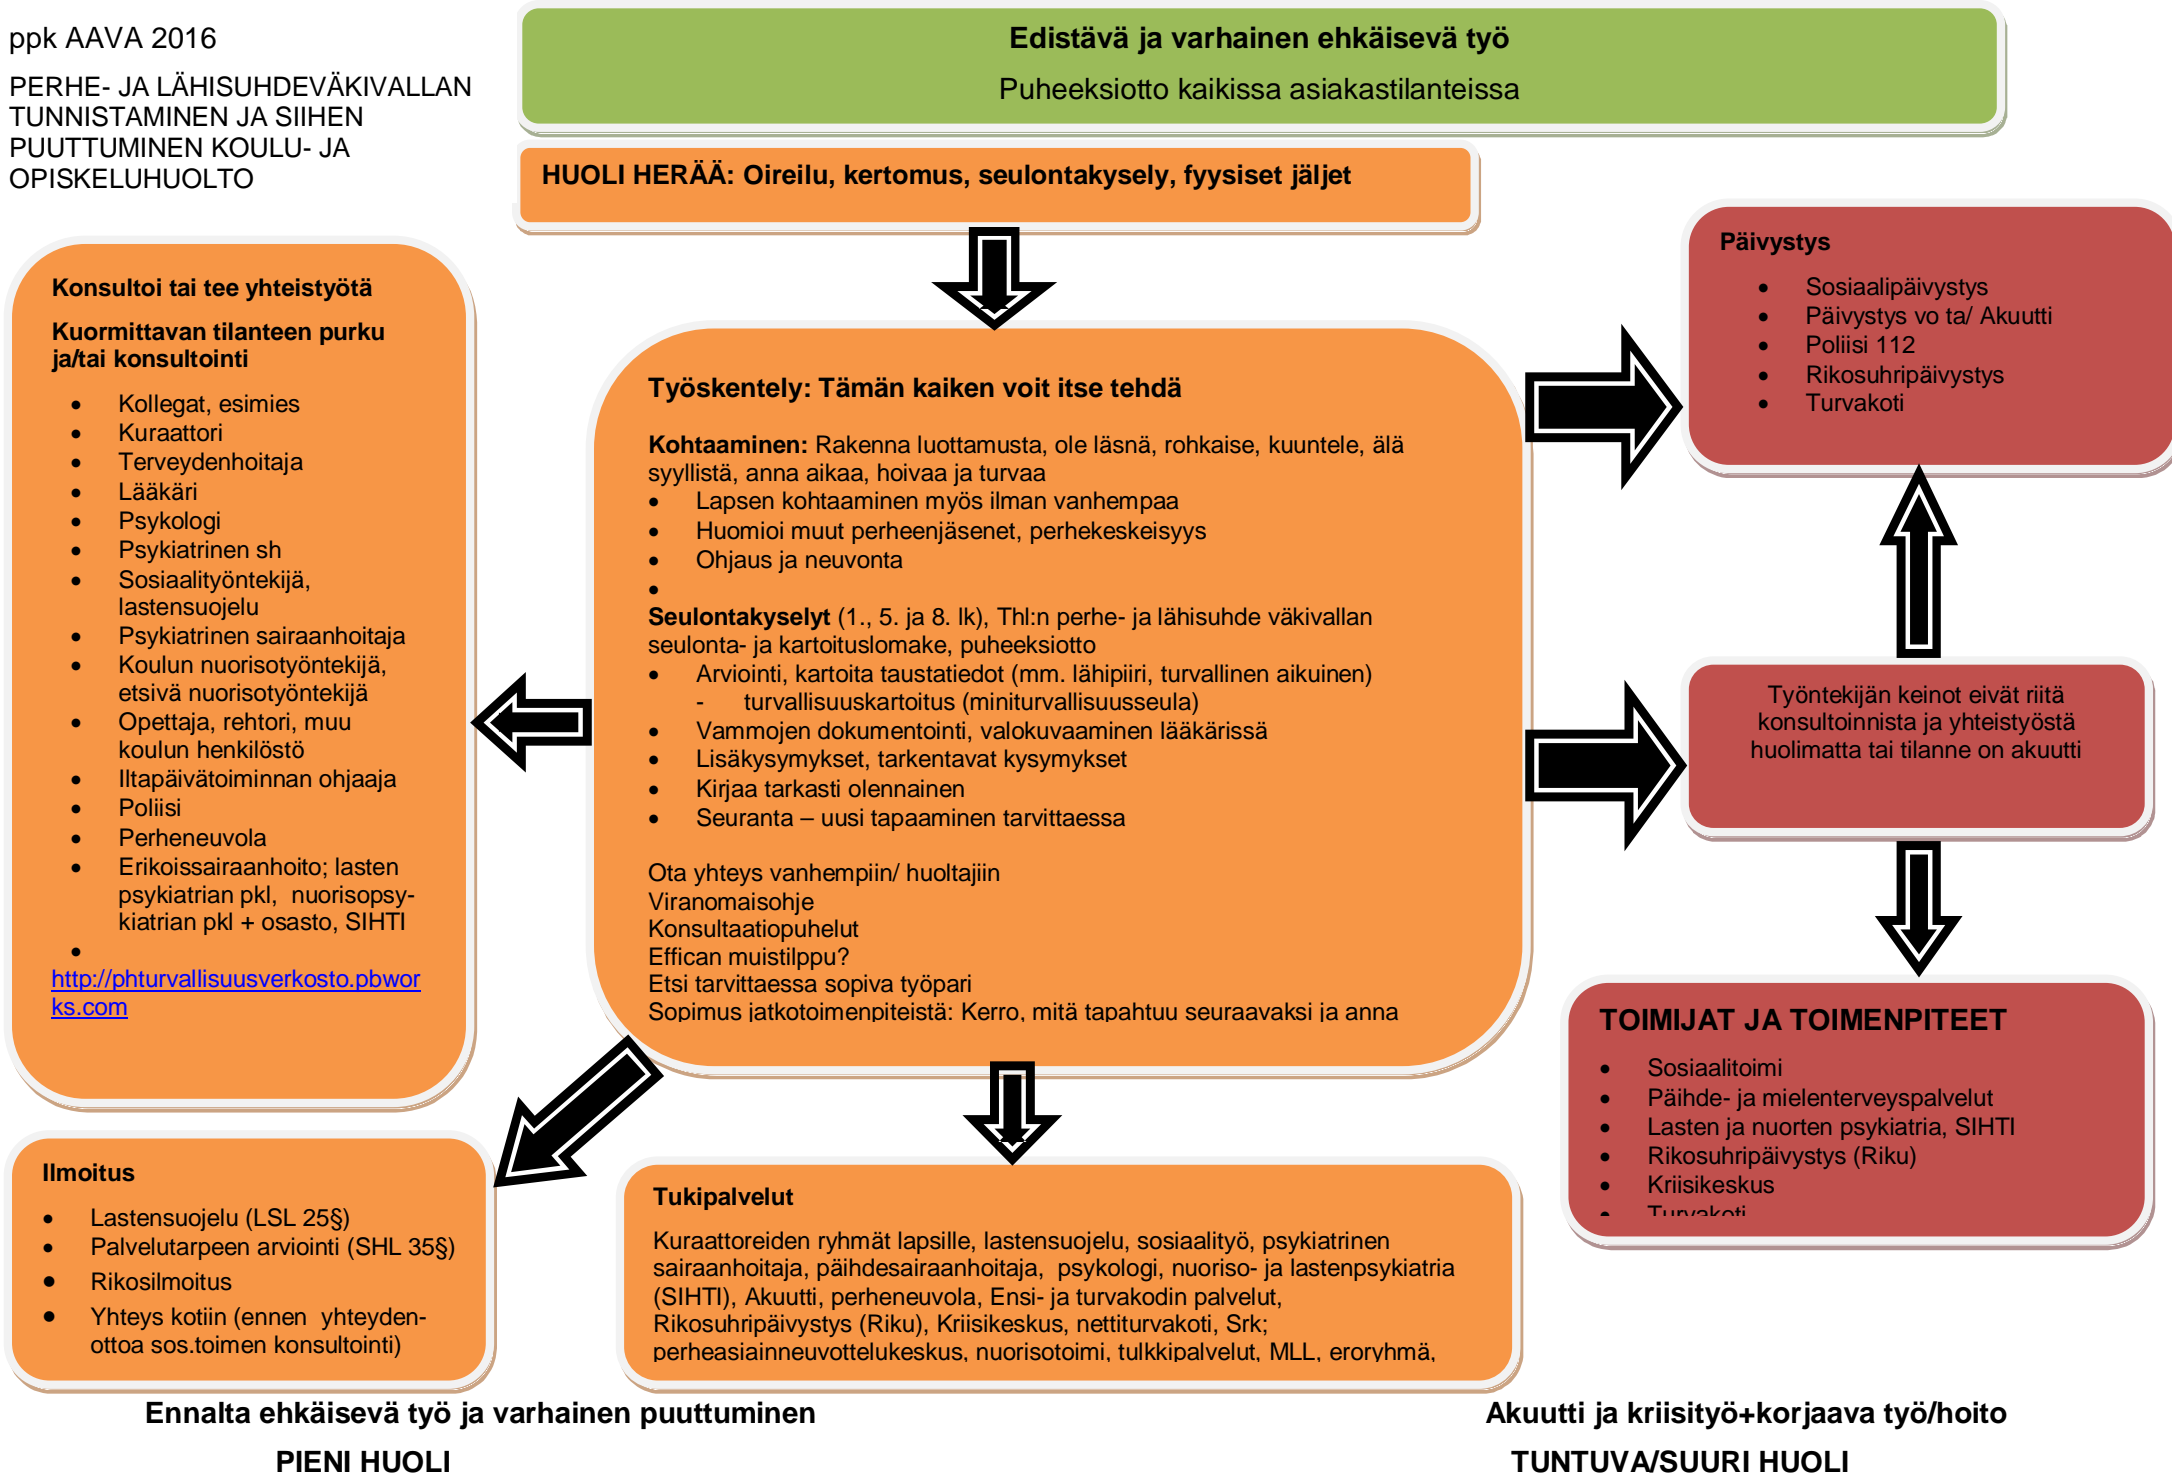 ppk AAVA 2016
PERHE- JA LÄHISUHDEVÄKIVALLAN
TUNNISTAMINEN JA SIIHEN
PUUTTUMINEN KOULU- JA
OPISKELUHUOLTO
Edistävä ja varhainen ehkäisevä työ
Puheeksiotto kaikissa asiakastilanteissa
HUOLI HERÄÄ: Oireilu, kertomus, seulontakysely, fyysiset jäljet
Konsultoi tai tee yhteistyötä
Kuormittavan tilanteen purku
ja/tai konsultointi
• Kollegat, esimies
• Kuraattori
• Terveydenhoitaja
• Lääkäri
• Psykologi
• Psykiatrinen sh
• Sosiaalityöntekijä,
lastensuojelu
• Psykiatrinen sairaanhoitaja
• Koulun nuorisotyöntekijä,
etsivä nuorisotyöntekijä
• Opettaja, rehtori, muu
koulun henkilöstö
• Iltapäivätoiminnan ohjaaja
• Poliisi
• Perheneuvola
• Erikoissairaanhoito; lasten
psykiatrian pkl, nuorisopsy-
kiatrian pkl + osasto, SIHTI
•
http://phturvallisuusverkosto.pbwor
ks.com
Työskentely: Tämän kaiken voit itse tehdä
Kohtaaminen: Rakenna luottamusta, ole läsnä, rohkaise, kuuntele, älä
syyllistä, anna aikaa, hoivaa ja turvaa
• Lapsen kohtaaminen myös ilman vanhempaa
• Huomioi muut perheenjäsenet, perhekeskeisyys
• Ohjaus ja neuvonta
•
Seulontakyselyt (1., 5. ja 8. lk), Thl:n perhe- ja lähisuhde väkivallan
seulonta- ja kartoituslomake, puheeksiotto
• Arviointi, kartoita taustatiedot (mm. lähipiiri, turvallinen aikuinen)
- turvallisuuskartoitus (miniturvallisuusseula)
• Vammojen dokumentointi, valokuvaaminen lääkärissä
• Lisäkysymykset, tarkentavat kysymykset
• Kirjaa tarkasti olennainen
• Seuranta – uusi tapaaminen tarvittaessa
Ota yhteys vanhempiin/ huoltajiin
Viranomaisohje
Konsultaatiopuhelut
Effican muistilppu?
Etsi tarvittaessa sopiva työpari
Sopimus jatkotoimenpiteistä: Kerro, mitä tapahtuu seuraavaksi ja anna
Päivystys
• Sosiaalipäivystys
• Päivystys vo ta/ Akuutti
• Poliisi 112
• Rikosuhripäivystys
• Turvakoti
Työntekijän keinot eivät riitä
konsultoinnista ja yhteistyöstä
huolimatta tai tilanne on akuutti
TOIMIJAT JA TOIMENPITEET
• Sosiaalitoimi
• Päihde- ja mielenterveyspalvelut
• Lasten ja nuorten psykiatria, SIHTI
• Rikosuhripäivystys (Riku)
• Kriisikeskus
• Turvakoti
Ilmoitus
• Lastensuojelu (LSL 25§)
• Palvelutarpeen arviointi (SHL 35§)
• Rikosilmoitus
• Yhteys kotiin (ennen yhteyden-
ottoa sos.toimen konsultointi)
Tukipalvelut
Kuraattoreiden ryhmät lapsille, lastensuojelu, sosiaalityö, psykiatrinen
sairaanhoitaja, päihdesairaanhoitaja, psykologi, nuoriso- ja lastenpsykiatria
(SIHTI), Akuutti, perheneuvola, Ensi- ja turvakodin palvelut,
Rikosuhripäivystys (Riku), Kriisikeskus, nettiturvakoti, Srk;
perheasiainneuvottelukeskus, nuorisotoimi, tulkkipalvelut, MLL, eroryhmä,
Ennalta ehkäisevä työ ja varhainen puuttuminen
PIENI HUOLI
Akuutti ja kriisityö+korjaava työ/hoito
TUNTUVA/SUURI HUOLI